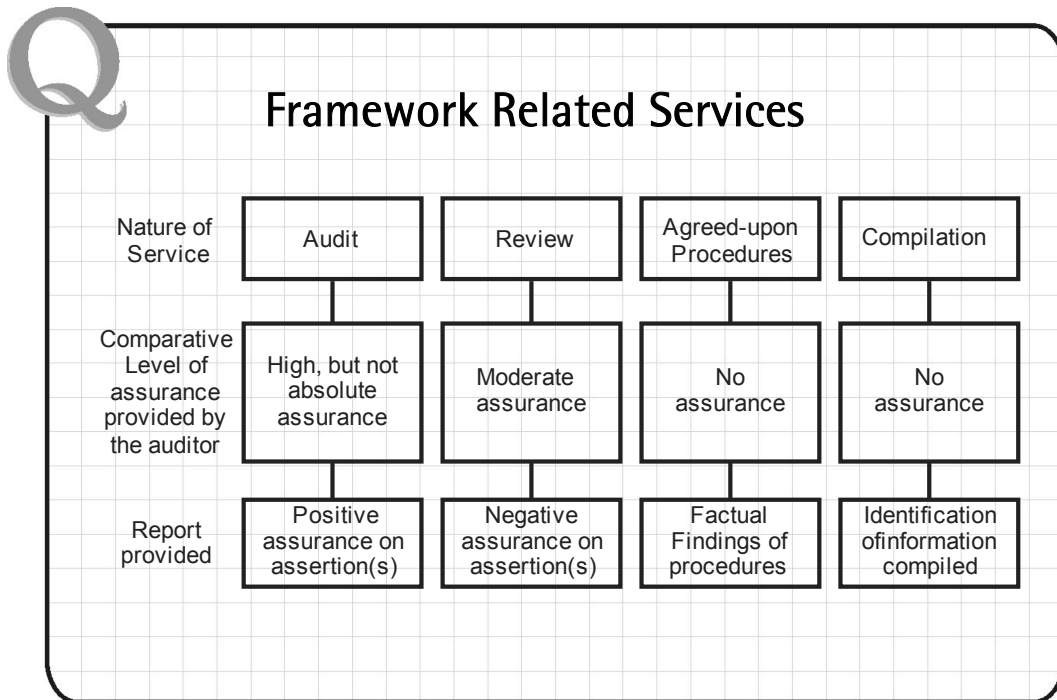 Q
Framework Related Services
Nature of
Service
Audit
Review
Agreed-upon
Procedures
Compilation
Comparative
Level of
assurance
provided by
the auditor
High, but not
absolute
assurance
Moderate
assurance
No
assurance
No
assurance
Report
provided
Positive
assurance on
assertion(s)
Negative
assurance on
assertion(s)
Factual
Findings of
procedures
Identification
ofinformation
compiled